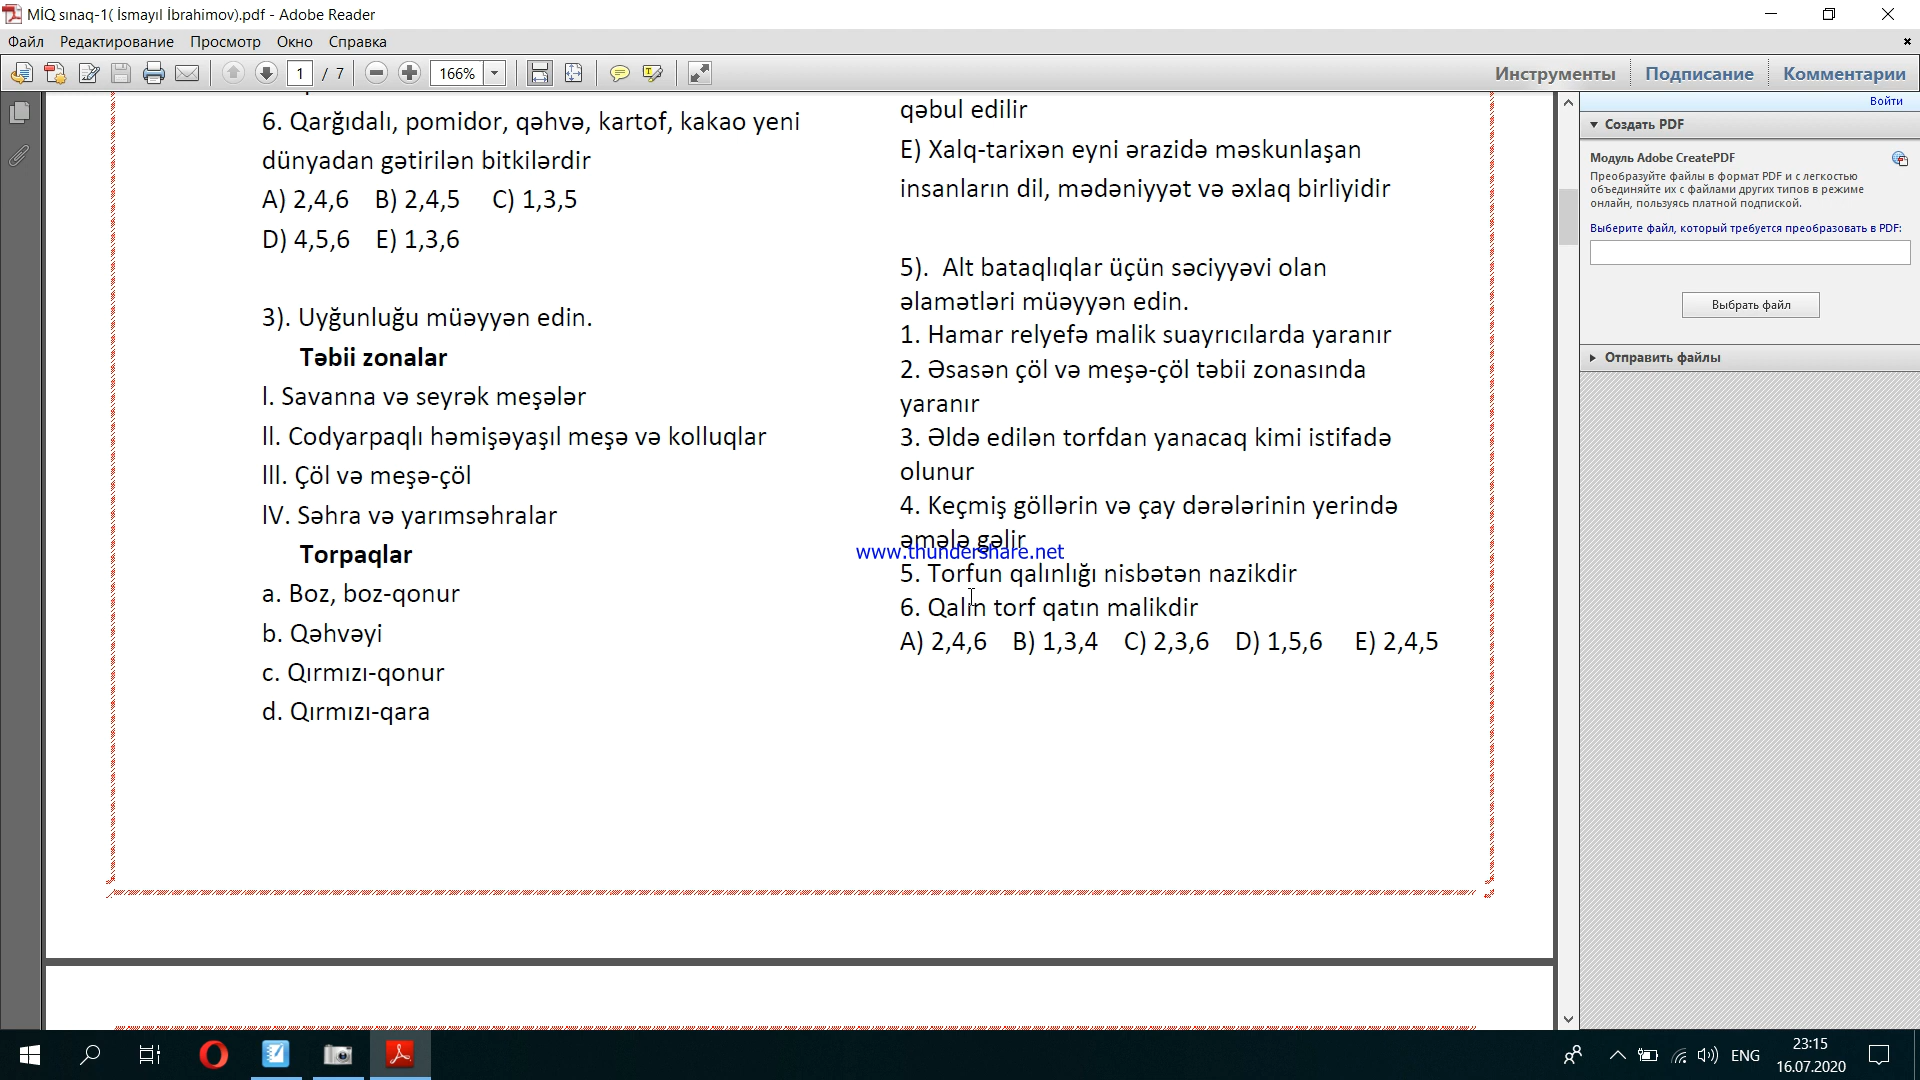 MİQ sınaq-1( İsmayıl İbrahimov).pdf - Adobe Reader
Файл Редактирование Просмотр Окно Справка
1 / 7 166% Инструменты Подписание Комментарии
6. Qarğıdalı, pomidor, qəhvə, kartof, kakao yeni
dünyadan gətirilən bitkilərdir
A) 2,4,6 B) 2,4,5 C) 1,3,5
D) 4,5,6 E) 1,3,6
3). Uyğunluğu müəyyən edin.
Təbii zonalar
I. Savanna və seyrək meşələr
II. Codyarpaqlı həmişəyaşıl meşə və kolluqlar
III. Çöl və meşə-çöl
IV. Səhra və yarımsəhralar
Torpaqlar
a. Boz, boz-qonur
b. Qəhvəyi
c. Qırmızı-qonur
d. Qırmızı-qara
qəbul edilir
E) Xalq-tarixən eyni ərazidə məskunlaşan
insanların dil, mədəniyyət və əxlaq birliyidir
5). Alt bataqlıqlar üçün səciyyəvi olan
əlamətləri müəyyən edin.
1. Hamar relyefə malik suayrıcılarda yaranır
2. Əsasən çöl və meşə-çöl təbii zonasında
yaranır
3. Əldə edilən torfdan yanacaq kimi istifadə
olunur
4. Keçmiş göllərin və çay dərələrinin yerində
əmələ gəlir
www.thundershare.net
5. Torfun qalınlığı nisbətən nazikdir
6. Qalın torf qatın malikdir
A) 2,4,6 B) 1,3,4 C) 2,3,6 D) 1,5,6 E) 2,4,5
Войти
Создать PDF
Модуль Adobe CreatePDF
Преобразуйте файлы в формат PDF и с легкостью
объединяйте их с файлами других типов в режиме
онлайн, пользуясь платной подпиской.
Выберите файл, который требуется преобразовать в PDF:
Выбрать файл
Отправить файлы
ENG
23:15
16.07.2020